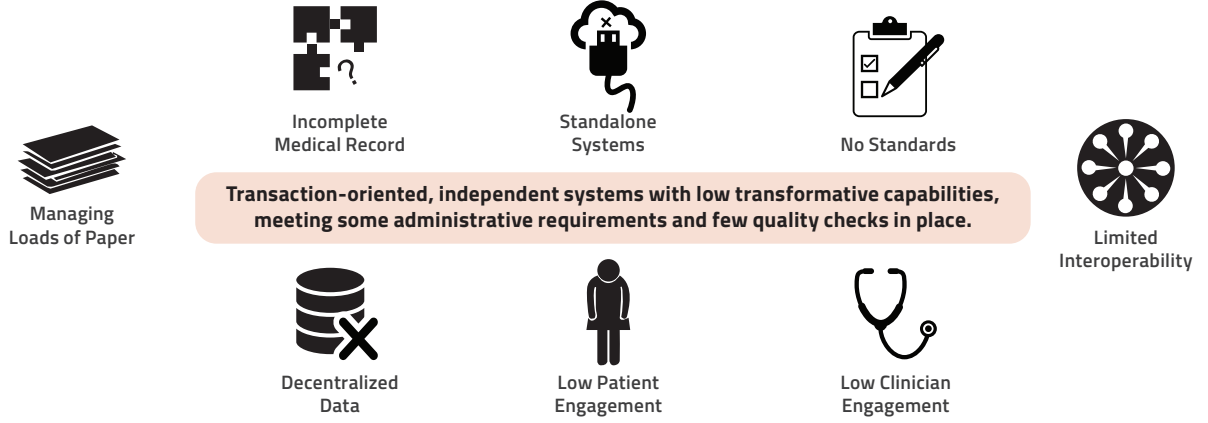 Incomplete
Medical Record
Standalone
Systems
No Standards
Managing
Loads of Paper
Transaction-oriented, independent systems with low transformative capabilities,
meeting some administrative requirements and few quality checks in place.
Limited
Interoperability
Decentralized
Data
Low Patient
Engagement
Low Clinician
Engagement